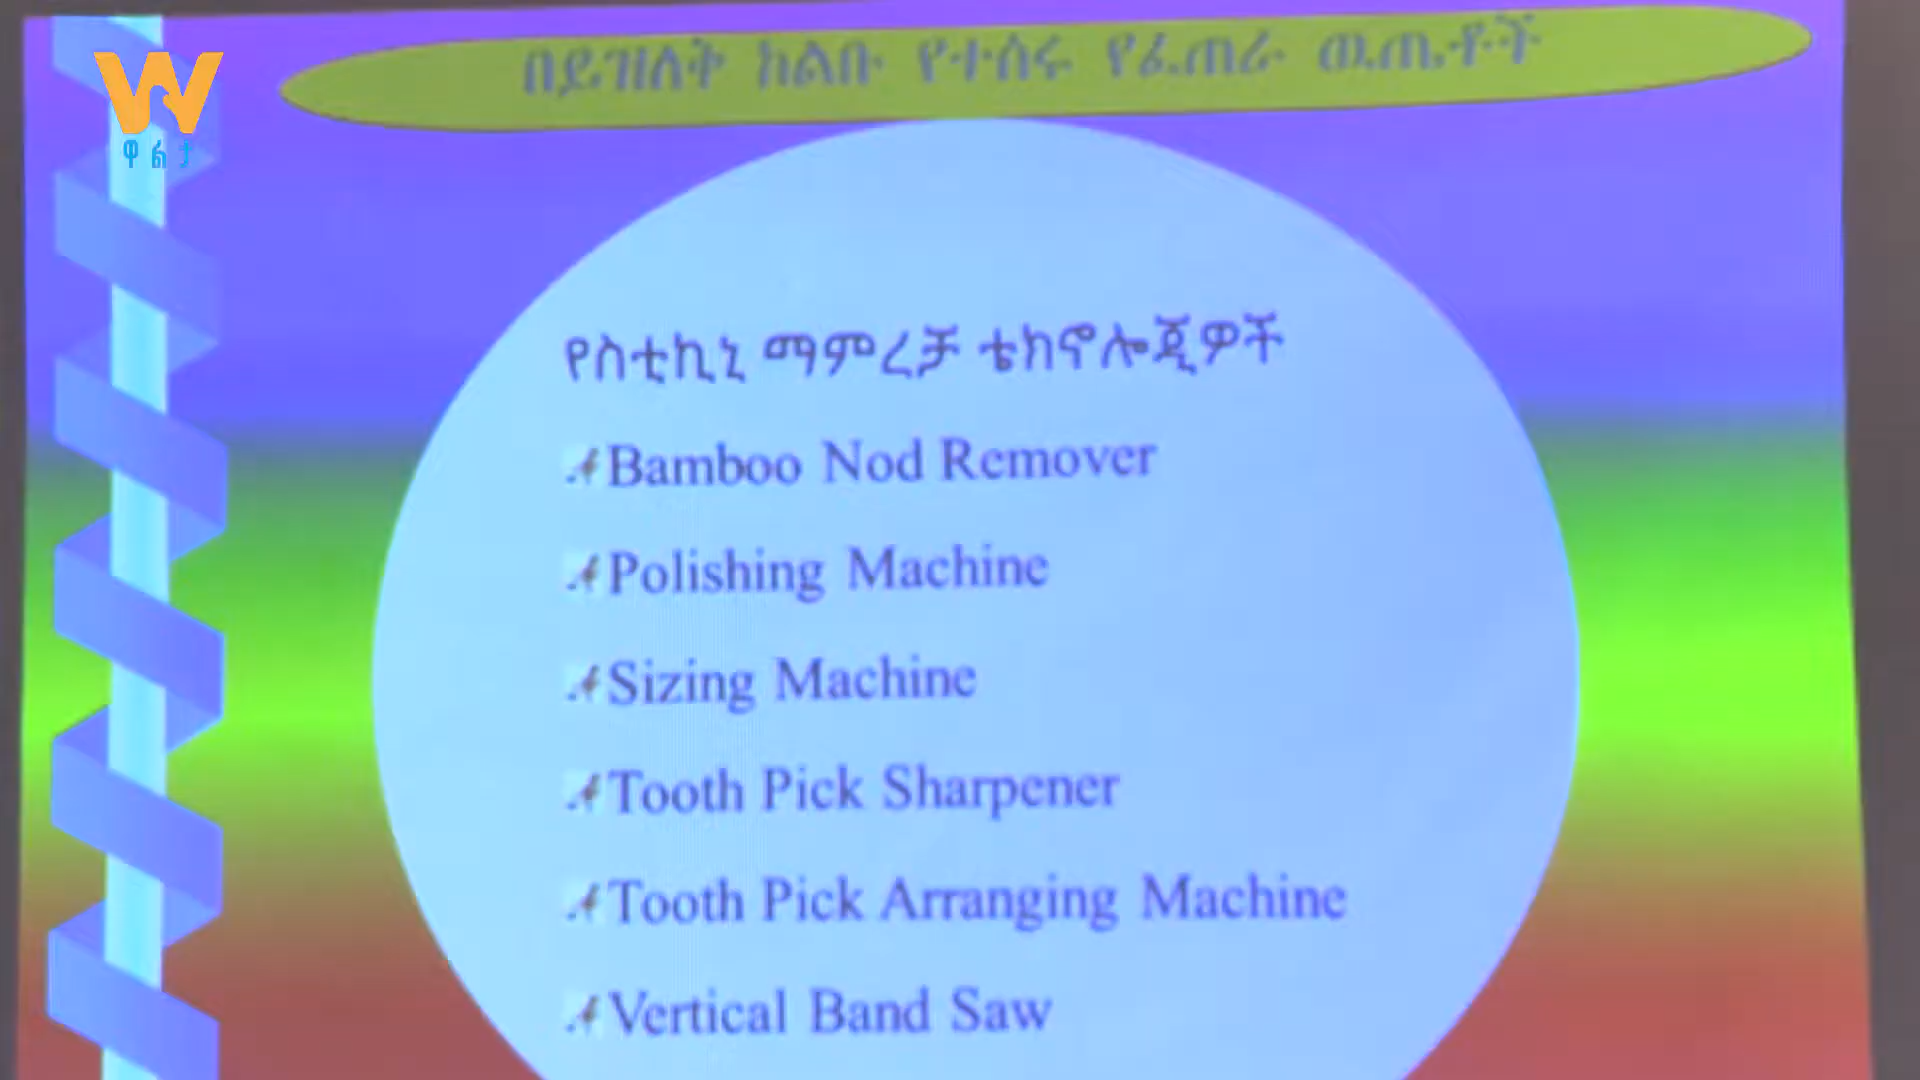 በይዝለቅ ክልቡ የተሰሩ የፈጠራ ዉጤቶች
ዋልታ
የስቲኪኒ ማምረቻ ቴክኖሎጂዎች
Bamboo Nod Remover
Polishing Machine
Sizing Machine
Tooth Pick Sharpener
Tooth Pick Arranging Machine
Vertical Band Saw